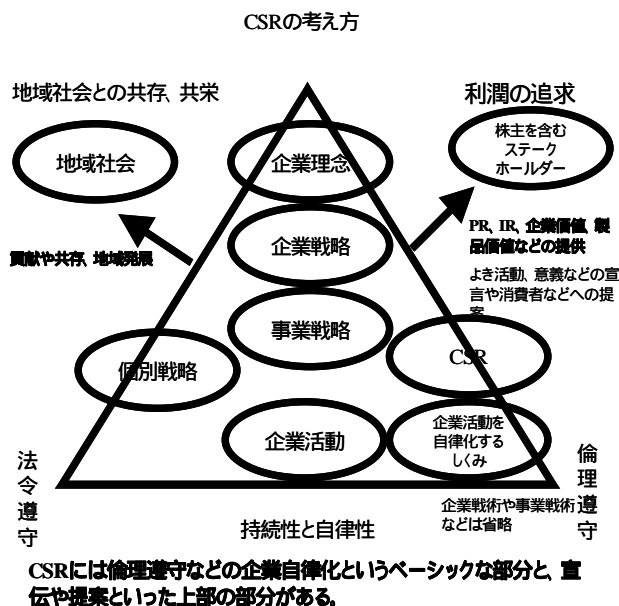 CSRの考え方
地域社会との共存、共栄
利潤の追求
地域社会
企業理念
株主を含む
ステーク
ホールダー
企業戦略
PR、IR、企業価値、製
品価値などの提供
貢献や共存、地域発展
よき活動、意義などの宣
言や消費者などへの提
案
事業戦略
個別戦略
CSR
企業活動
企業活動を
自律化する
しくみ
法令遵守
倫理遵守
企業戦術や事業戦術
などは省略
持続性と自律性
CSRには倫理遵守などの企業自律化というベーシックな部分と、宣
伝や提案といった上部の部分がある。